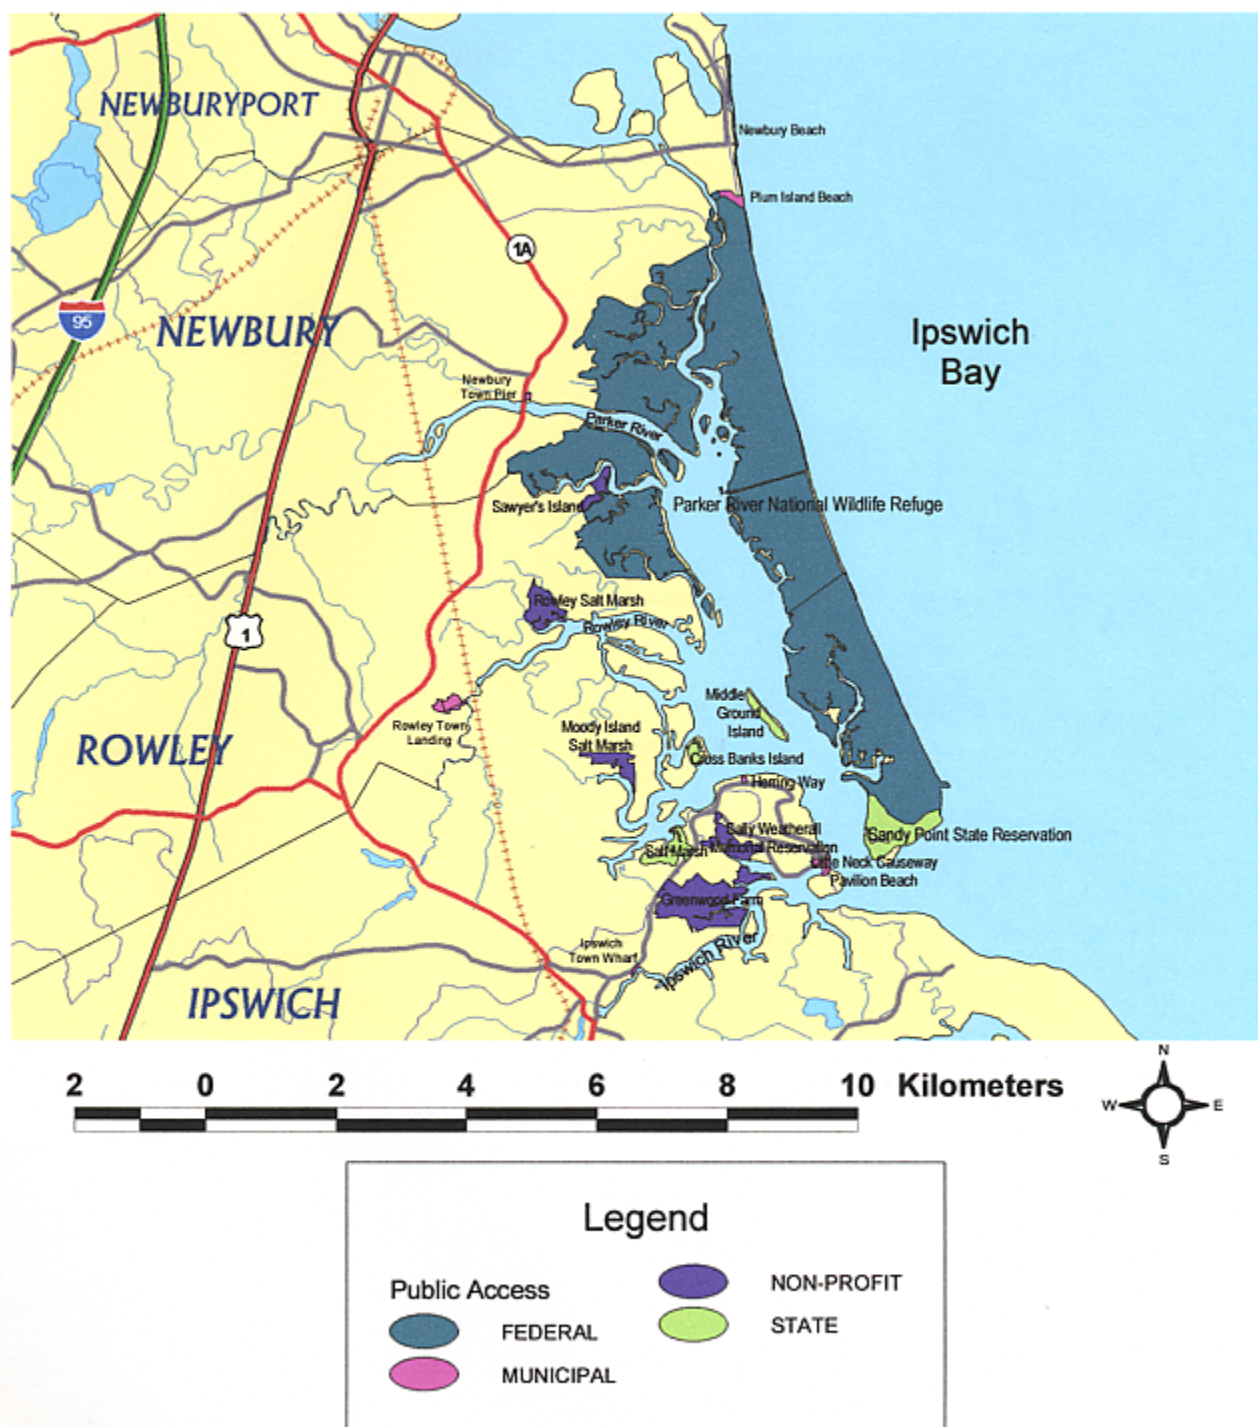 NEWBURYPORT
Newbury Beach
Plum Island Beach
1A
95
NEWBURY
Ipswich
Bay
Newbury
Town Pier
Parker River
Sawyer's Island
Parker River National Wildlife Refuge
Rowley Salt Marsh
Rowley River
1
Middle
Ground
Island
Rowley Town
Landing
Moody Island
Salt Marsh
ROWLEY
Cross Banks Island
Herring Way
Sally Weatherall
Memorial Reservation
Sandy Point State Reservation
Salt Marsh
Little Neck Causeway
Pavilion Beach
Greenwood Farm
Ipswich
Town Wharf
Ipswich River
IPSWICH
2 0 2 4 6 8 10 Kilometers
N
W E
S
Legend
Public Access
FEDERAL
MUNICIPAL
NON-PROFIT
STATE